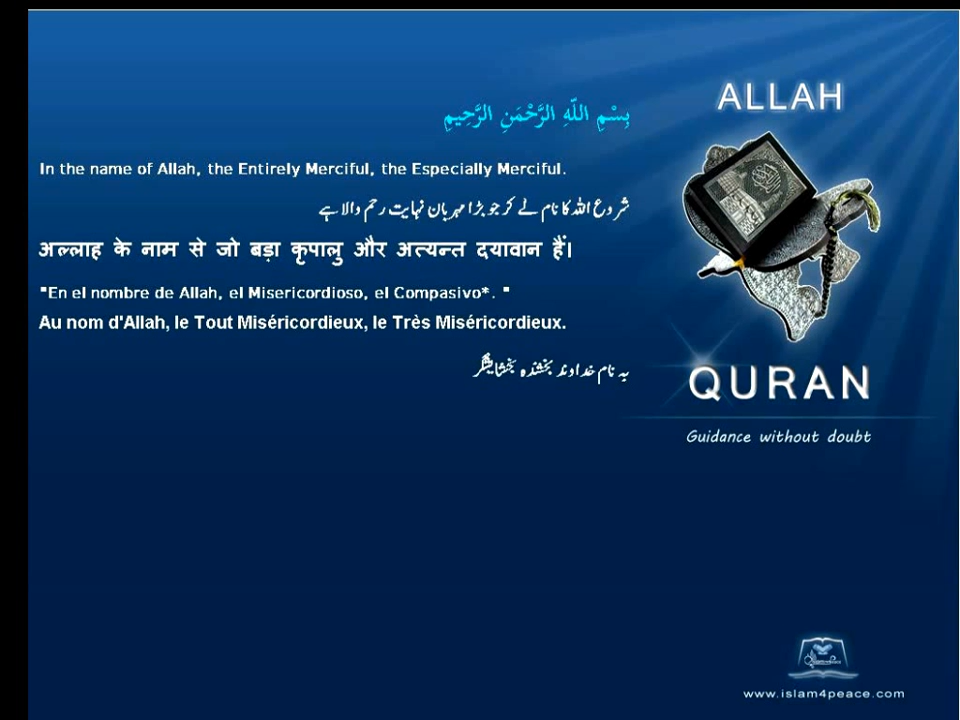 بِسْمِ اللّهِ الرَّحْمَنِ الرَّحِيمِ
In the name of Allah, the Entirely Merciful, the Especially Merciful.
شروع الله کا نام لے کر جو بڑا مہربان نہایت رحم والا ہے
अल्लाह के नाम से जो बड़ा कृपालु और अत्यन्त दयावान हैं।
"En el nombre de Allah, el Misericordioso, el Compasivo*. "
Au nom d'Allah, le Tout Miséricordieux, le Très Miséricordieux.
به نام خداوند بخشنده بخشایشگر
ALLAH
QURAN
Guidance without doubt
www.islam4peace.com